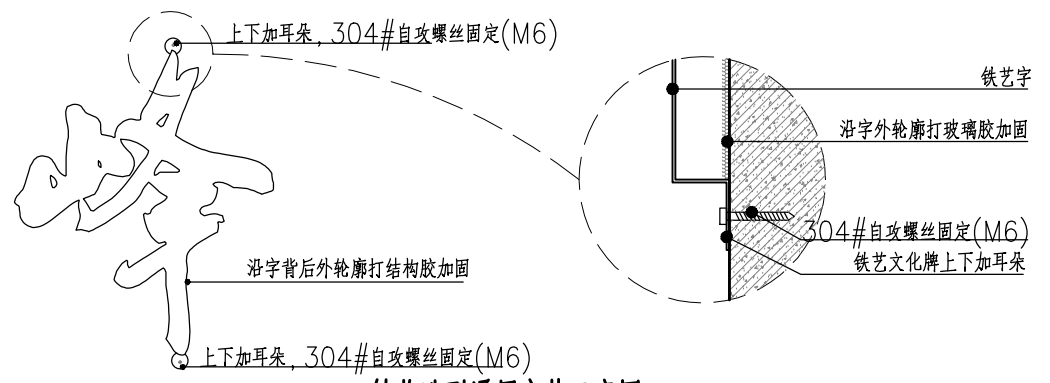 上下加耳朵，304#自攻螺丝固定(M6)
铁艺字
沿字外轮廓打玻璃胶加固
304#自攻螺丝固定(M6)
铁艺文化牌上下加耳朵
沿字背后外轮廓打结构胶加固
上下加耳朵，304#自攻螺丝固定(M6)